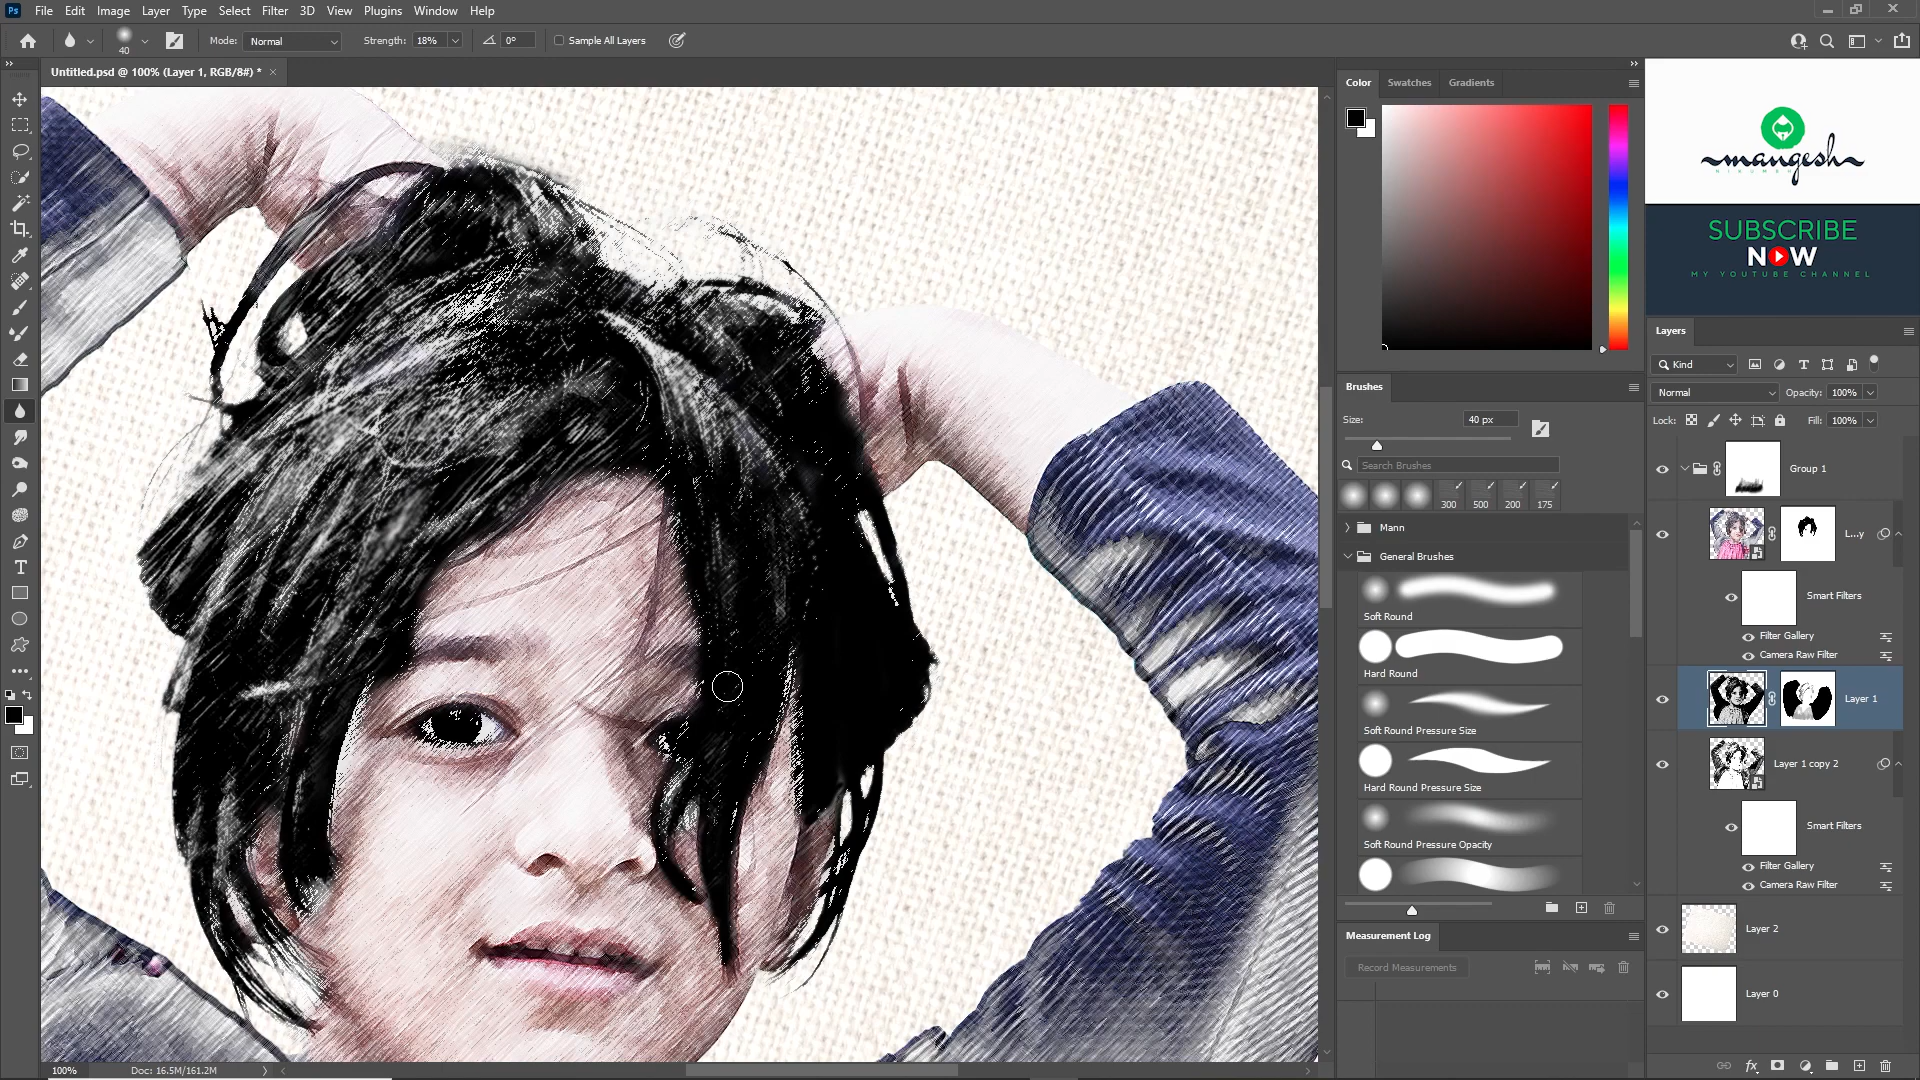 Ps File Edit Image Layer Type Select Filter 3D View Plugins Window Help
40 Mode: Normal Strength: 18% 0° Sample All Layers
Untitled.psd @ 100% (Layer 1, RGB/8#) *
Color Swatches Gradients
Brushes
Size: 40 px
Search Brushes
300 500 200 175
Mann
General Brushes
Soft Round
Hard Round
Soft Round Pressure Size
Hard Round Pressure Size
Soft Round Pressure Opacity
Measurement Log
Record Measurements
mangesh
SUBSCRIBE
NOW
MY YOUTUBE CHANNEL
Layers
Kind
Normal Opacity: 100%
Lock: Fill: 100%
Group 1
L...y
Smart Filters
Filter Gallery
Camera Raw Filter
Layer 1
Layer 1 copy 2
Smart Filters
Filter Gallery
Camera Raw Filter
Layer 2
Layer 0
fx
100% Doc: 16.5M/161.2M